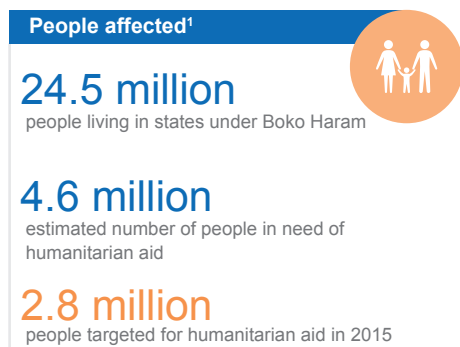 People affected¹
24.5 million
people living in states under Boko Haram
4.6 million
estimated number of people in need of
humanitarian aid
2.8 million
people targeted for humanitarian aid in 2015